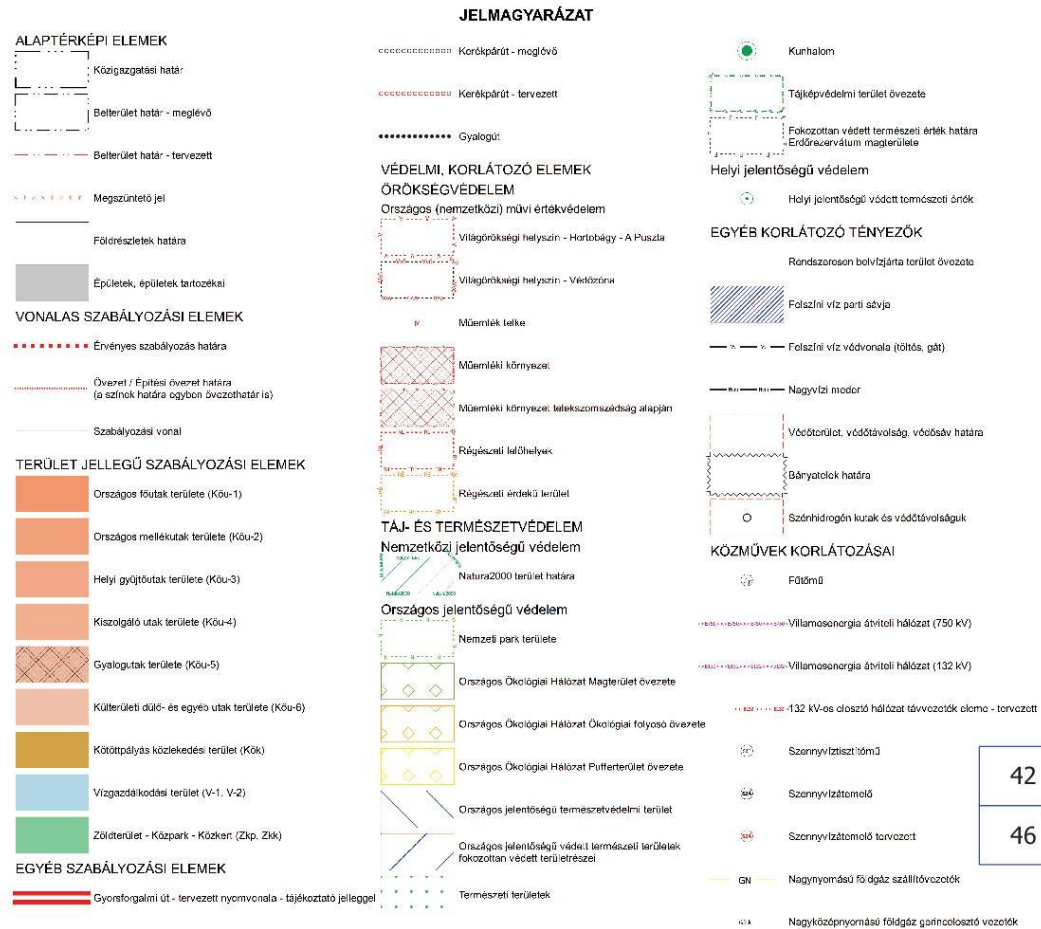 JELMAGYARÁZAT
ALAPTÉRKÉPI ELEMEK
Közigazgatási határ
Belterület határ - meglévő
Belterület határ - tervezett
Megszüntető jel
Földrészletek határa
Épületek, épületek tartozékai
VONALAS SZABÁLYOZÁSI ELEMEK
Érvényes szabályozás határa
Övezet / Építési övezet határa
(a színek határa egyben övezethatár is)
Szabályozási vonal
TERÜLET JELLEGŰ SZABÁLYOZÁSI ELEMEK
Országos főutak területe (Köu-1)
Országos mellékutak területe (Köu-2)
Helyi gyűjtőutak területe (Köu-3)
Kiszolgáló utak területe (Köu-4)
Gyalogutak területe (Köu-5)
Külterületi dűlő- és egyéb utak területe (Köu-6)
Kötöttpályás közlekedési terület (Kök)
Vízgazdálkodási terület (V-1, V-2)
Zöldterület - Közpark - Közkert (Zkp, Zkk)
EGYÉB SZABÁLYOZÁSI ELEMEK
Gyorsforgalmi út - tervezett nyomvonala - tájékoztató jelleggel
Kerékpárút - meglévő
Kerékpárút - tervezett
Gyalogút
VÉDELMI, KORLÁTOZÓ ELEMEK
ÖRÖKSÉGVÉDELEM
Országos (nemzetközi) művi értékvédelem
Világörökségi helyszín - Hortobágy - A Puszta
Világörökségi helyszín - Védőzóna
M
Műemlék telke
Műemléki környezet
Műemléki környezet telekszomszédság alapján
Régészeti lelőhelyek
Régészeti érdekű terület
TÁJ- ÉS TERMÉSZETVÉDELEM
Nemzetközi jelentőségű védelem
Natura2000 terület határa
Országos jelentőségű védelem
Nemzeti park területe
Országos Ökológiai Hálózat Magterület övezete
Országos Ökológiai Hálózat Ökológiai folyosó övezete
Országos Ökológiai Hálózat Pufferterület övezete
Országos jelentőségű természetvédelmi terület
Országos jelentőségű védett természeti területek
fokozottan védett területrészei
Természeti területek
Kunhalom
Tájképvédelmi terület övezete
Fokozottan védett természeti érték határa
Erdőrezervátum magterülete
Helyi jelentőségű védelem
Helyi jelentőségű védett természeti érték
EGYÉB KORLÁTOZÓ TÉNYEZŐK
Rendszeresen belvízjárta terület övezete
Felszíni víz parti sávja
Felszíni víz védvonala (töltés, gát)
Nagyvízi meder
Védőterület, védőtávolság, védősáv határa
Bányatelek határa
Szénhidrogén kutak és védőtávolságuk
KÖZMŰVEK KORLÁTOZÁSAI
Fűtőmű
Villamosenergia átviteli hálózat (750 kV)
Villamosenergia átviteli hálózat (132 kV)
132 kV-os elosztó hálózat távvezeték eleme - tervezett
Szennyvíztisztítómű
Szennyvízátemelő
Szennyvízátemelő tervezett
GN
Nagynyomású földgáz szállítóvezeték
Nagyközépnyomású földgáz gerincelosztó vezeték
42
46